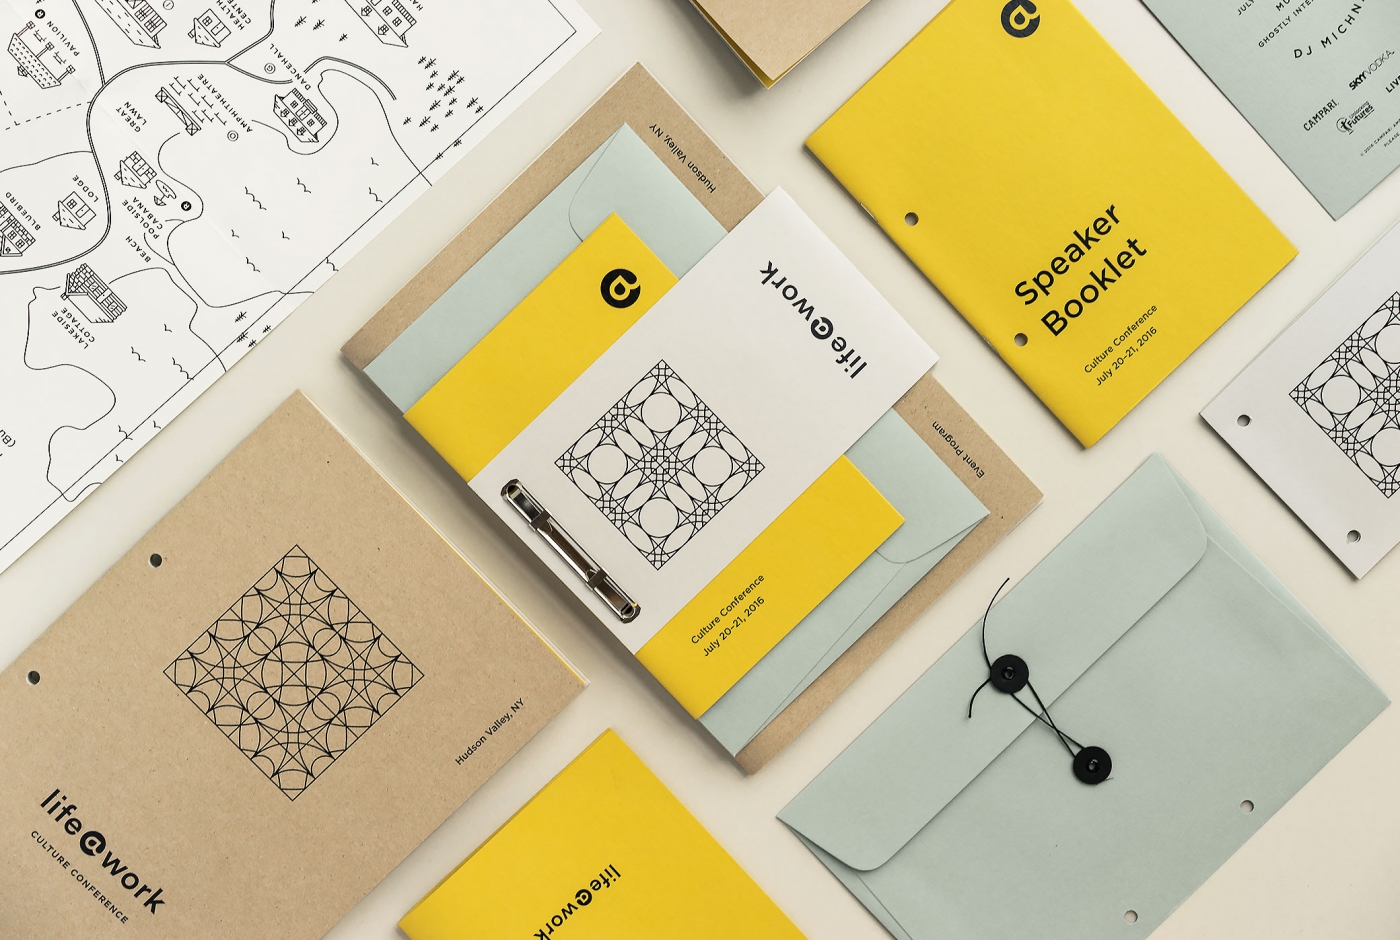 PAVILION
HEALTH
CENTER
DANCEHALL
AMPHITHEATRE
GREAT
LAWN
LODGE
BLUEBIRD
POOLSIDE
CABANA
BEACH
LAKESIDE
COTTAGE
Hudson Valley, NY
@
life@work
Event Program
Culture Conference
July 20–21, 2016
@
Speaker
Booklet
Culture Conference
July 20–21, 2016
GHOSTLY
DJ MICHN
CAMPARI
SKYY VODKA
Futures
Hudson Valley, NY
life@work
CULTURE CONFERENCE
life@work